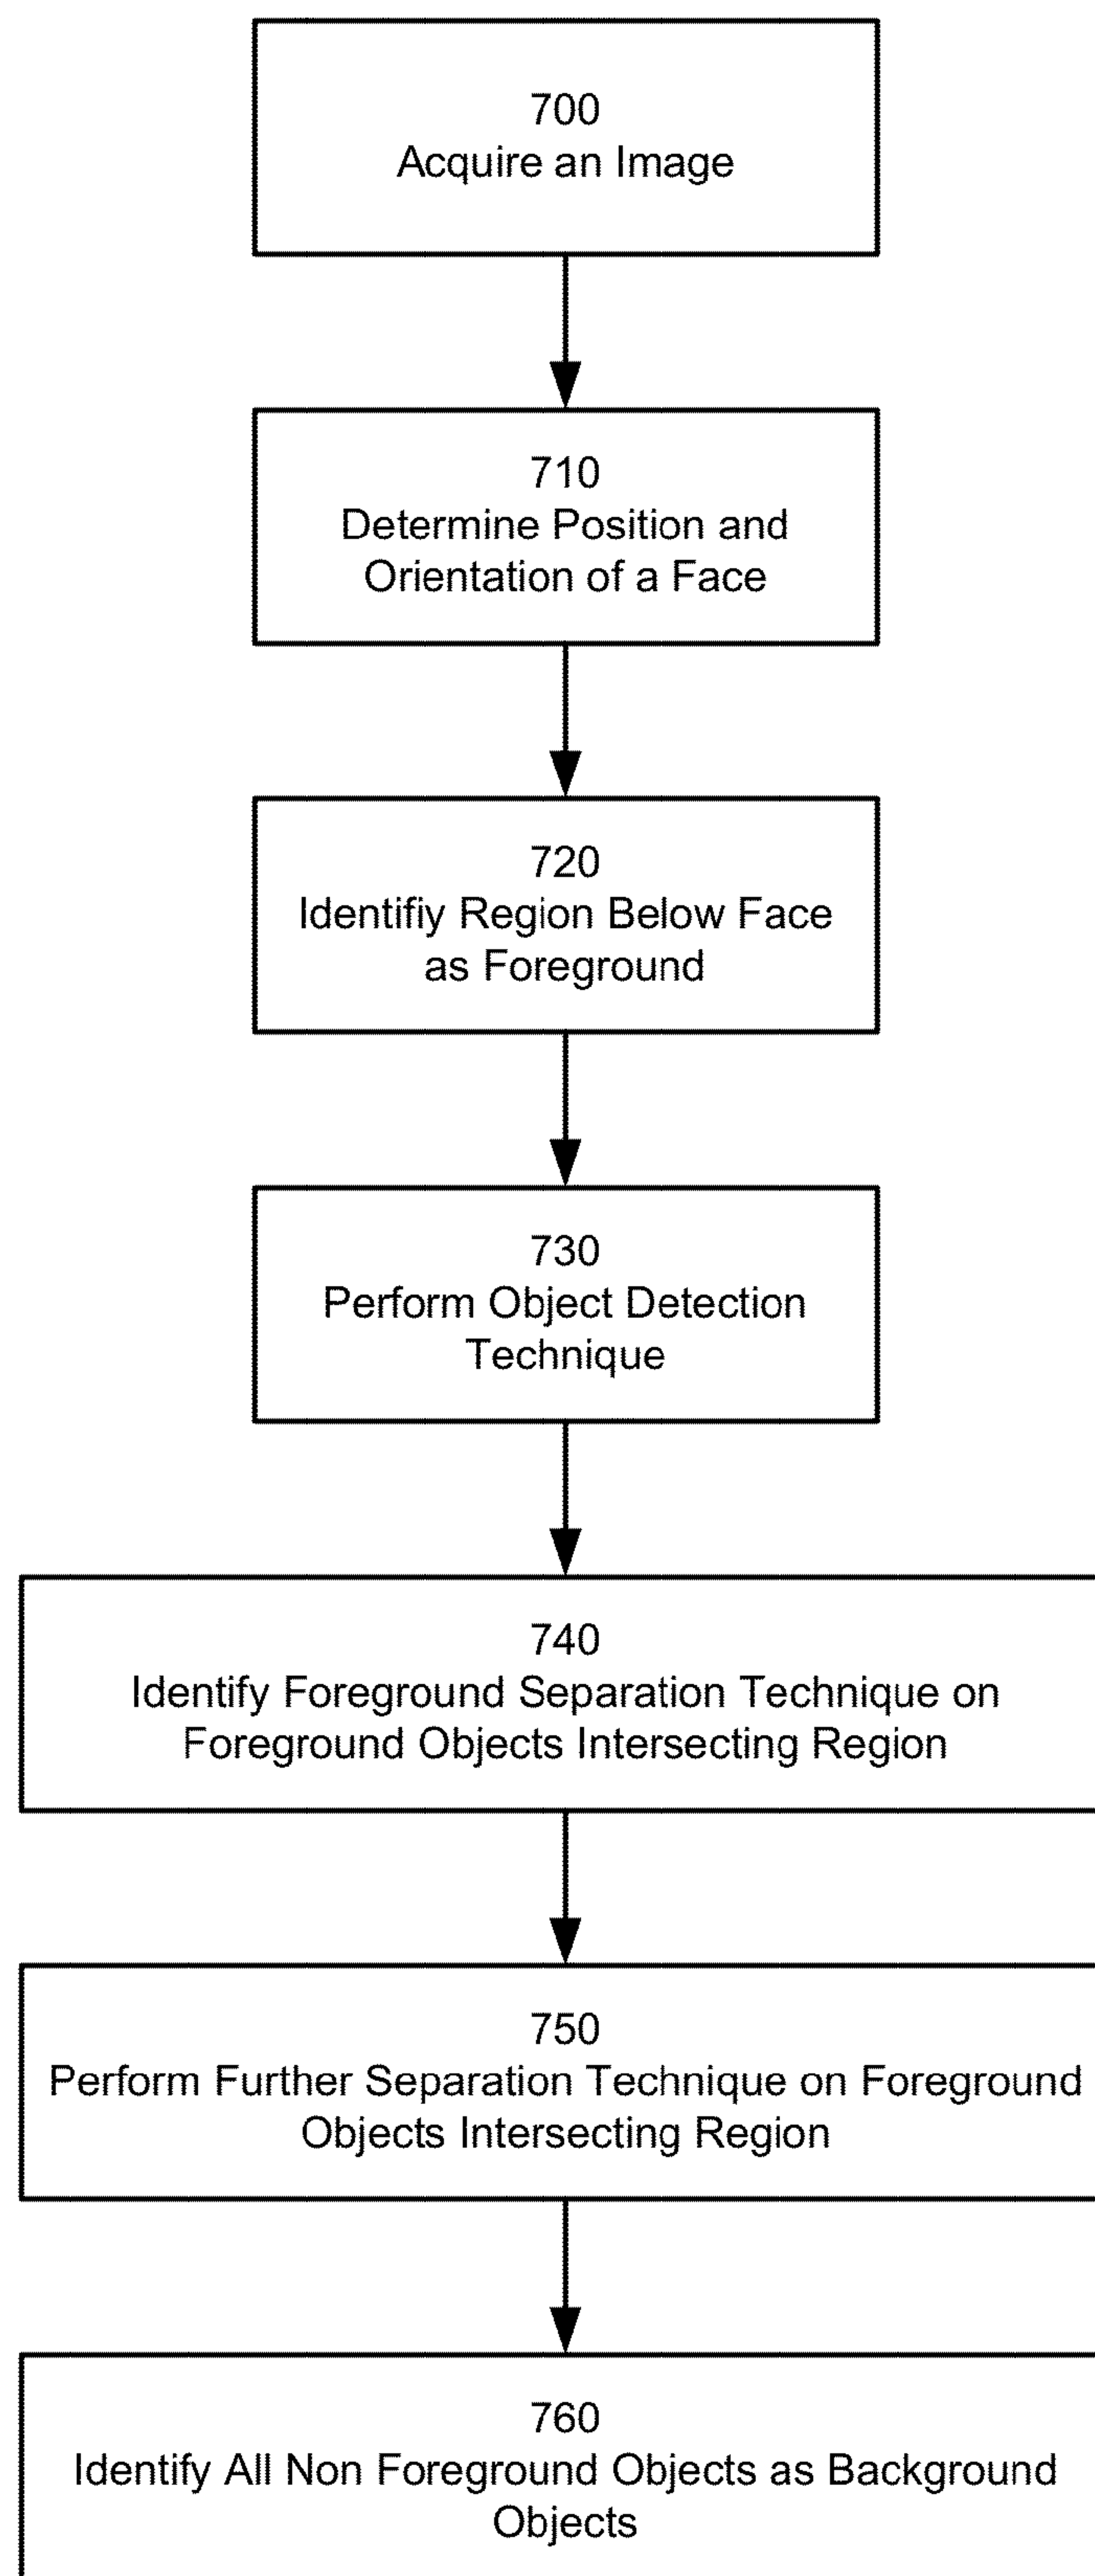 700
Acquire an Image
710
Determine Position and
Orientation of a Face
720
Identifiy Region Below Face
as Foreground
730
Perform Object Detection
Technique
740
Identify Foreground Separation Technique on
Foreground Objects Intersecting Region
750
Perform Further Separation Technique on Foreground
Objects Intersecting Region
760
Identify All Non Foreground Objects as Background
Objects